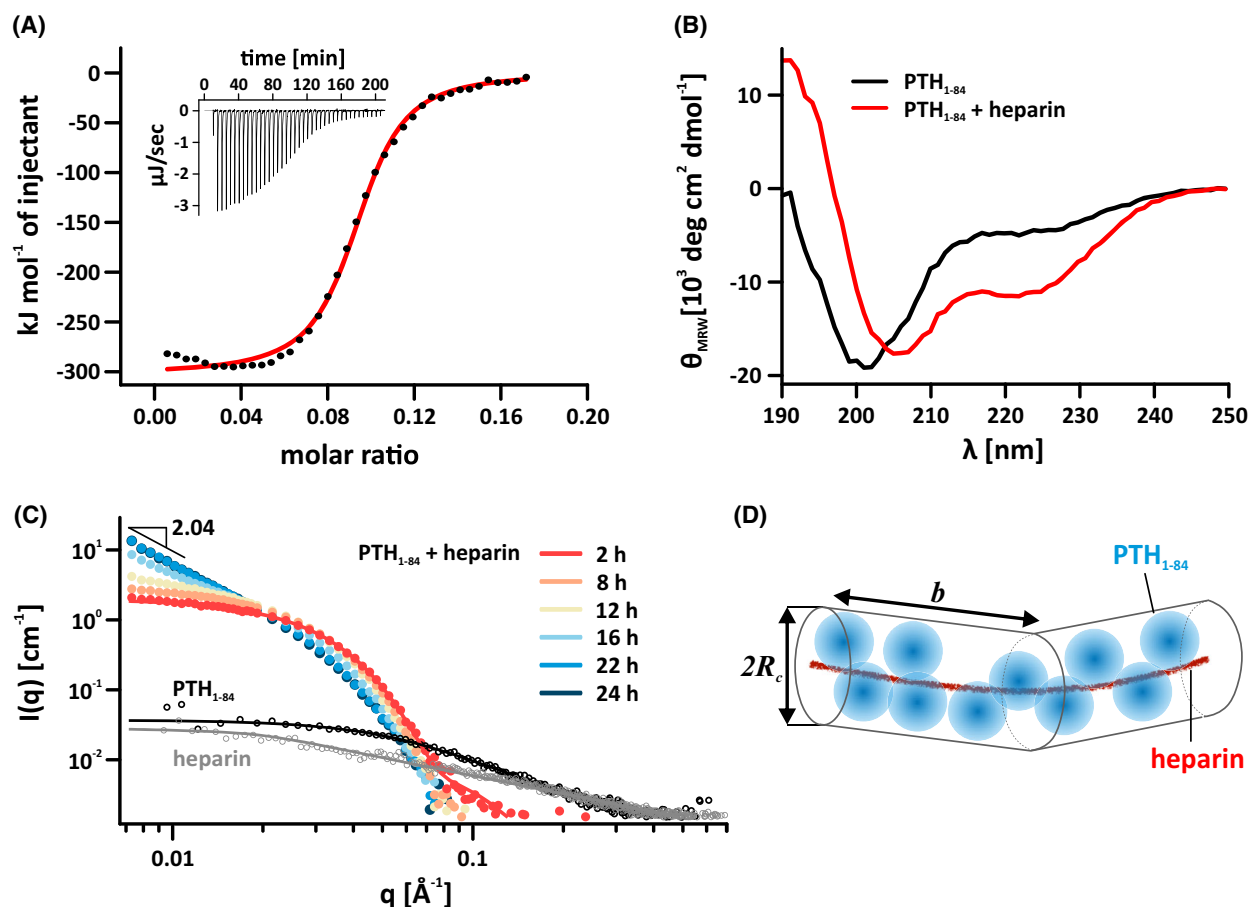 (A)
time [min]
0 40 80 120 160 200
0
-1
-2
-3
μJ/sec
0
-50
-100
-150
-200
-250
-300
kJ mol⁻¹ of injectant
0.00 0.04 0.08 0.12 0.16 0.20
molar ratio
(B)
PTH₁₋₈₄
PTH₁₋₈₄ + heparin
10
0
-10
-20
θMRW[10³ deg cm² dmol⁻¹]
190 200 210 220 230 240 250
λ [nm]
(C)
2.04
PTH₁₋₈₄ + heparin
2 h
8 h
12 h
16 h
22 h
24 h
10¹
10⁰
10⁻¹
10⁻²
I(q) [cm⁻¹]
PTH₁₋₈₄
heparin
0.01 0.1
q [Å⁻¹]
(D)
PTH₁₋₈₄
b
2Rc
heparin